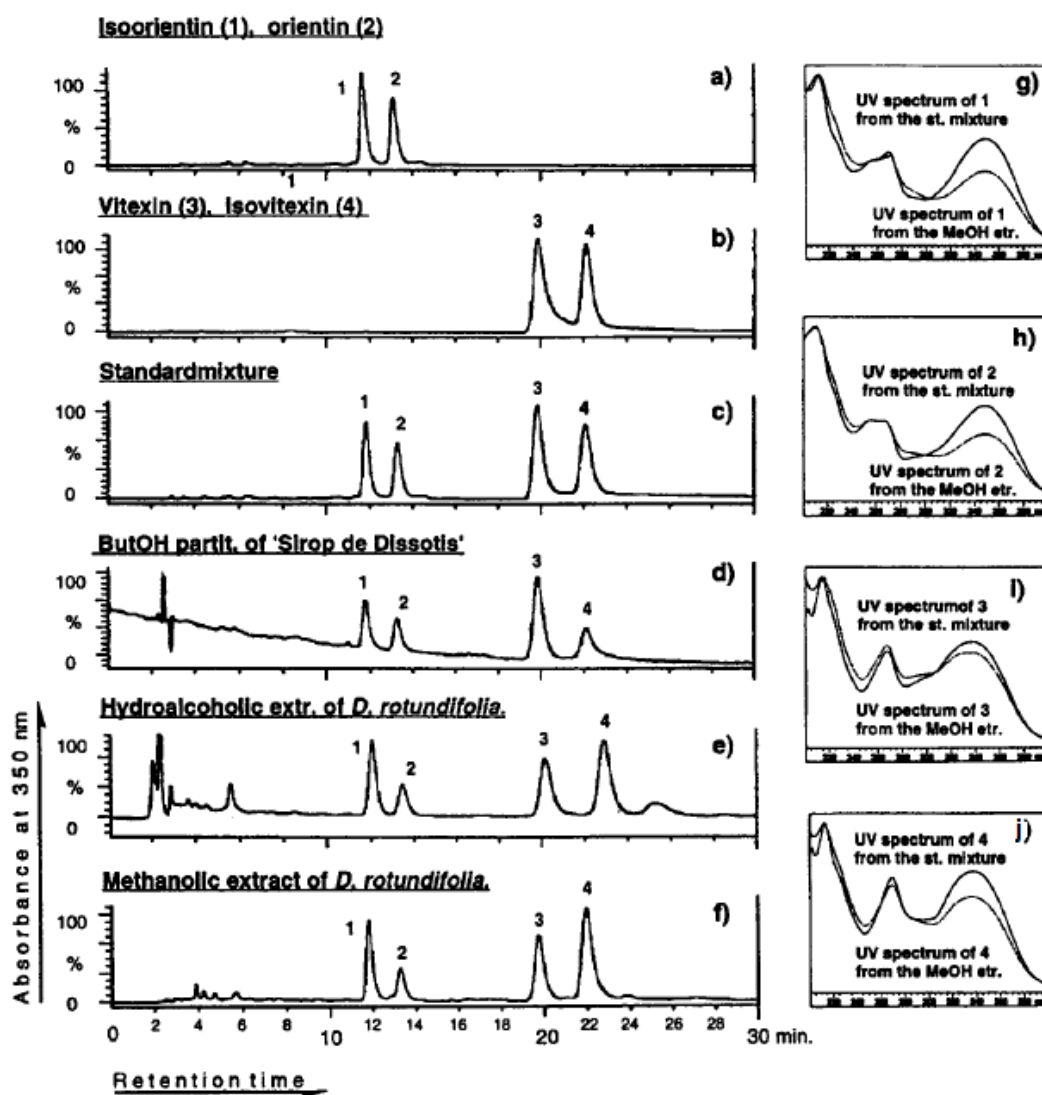 Isoorientin (1), orientin (2)
100
%
0
1
2
a)
1
Vitexin (3), Isovitexin (4)
100
%
0
3
4
b)
Standardmixture
100
%
0
1
2
3
4
c)
ButOH partit. of 'Sirop de Dissotis'
100
%
0
1
2
3
4
d)
Hydroalcoholic extr. of D. rotundifolia.
100
%
0
1
2
3
4
e)
Methanolic extract of D. rotundifolia.
100
%
0
1
2
3
4
f)
0 2 4 6 8 10 12 14 16 18 20 22 24 26 28 30 min.
Retention time
Absorbance at 350 nm
g)
UV spectrum of 1
from the st. mixture
UV spectrum of 1
from the MeOH etr.
h)
UV spectrum of 2
from the st. mixture
UV spectrum of 2
from the MeOH etr.
i)
UV spectrumof 3
from the st. mixture
UV spectrum of 3
from the MeOH etr.
j)
UV spectrum of 4
from the st. mixture
UV spectrum of 4
from the MeOH etr.